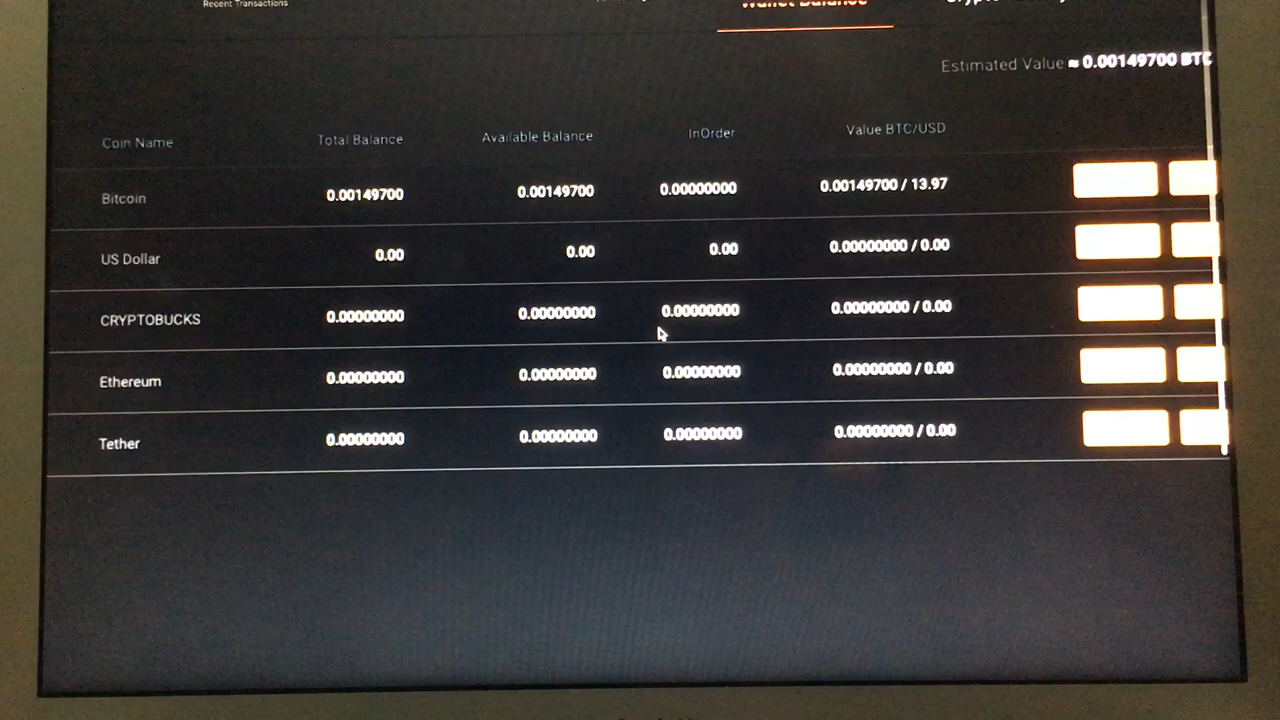 Recent Transactions
Wallet Balance
Estimated Value ≈ 0.00149700 BTC
Coin Name Total Balance Available Balance InOrder Value BTC/USD
Bitcoin 0.00149700 0.00149700 0.00000000 0.00149700 / 13.97
US Dollar 0.00 0.00 0.00 0.00000000 / 0.00
CRYPTOBUCKS 0.00000000 0.00000000 0.00000000 0.00000000 / 0.00
Ethereum 0.00000000 0.00000000 0.00000000 0.00000000 / 0.00
Tether 0.00000000 0.00000000 0.00000000 0.00000000 / 0.00